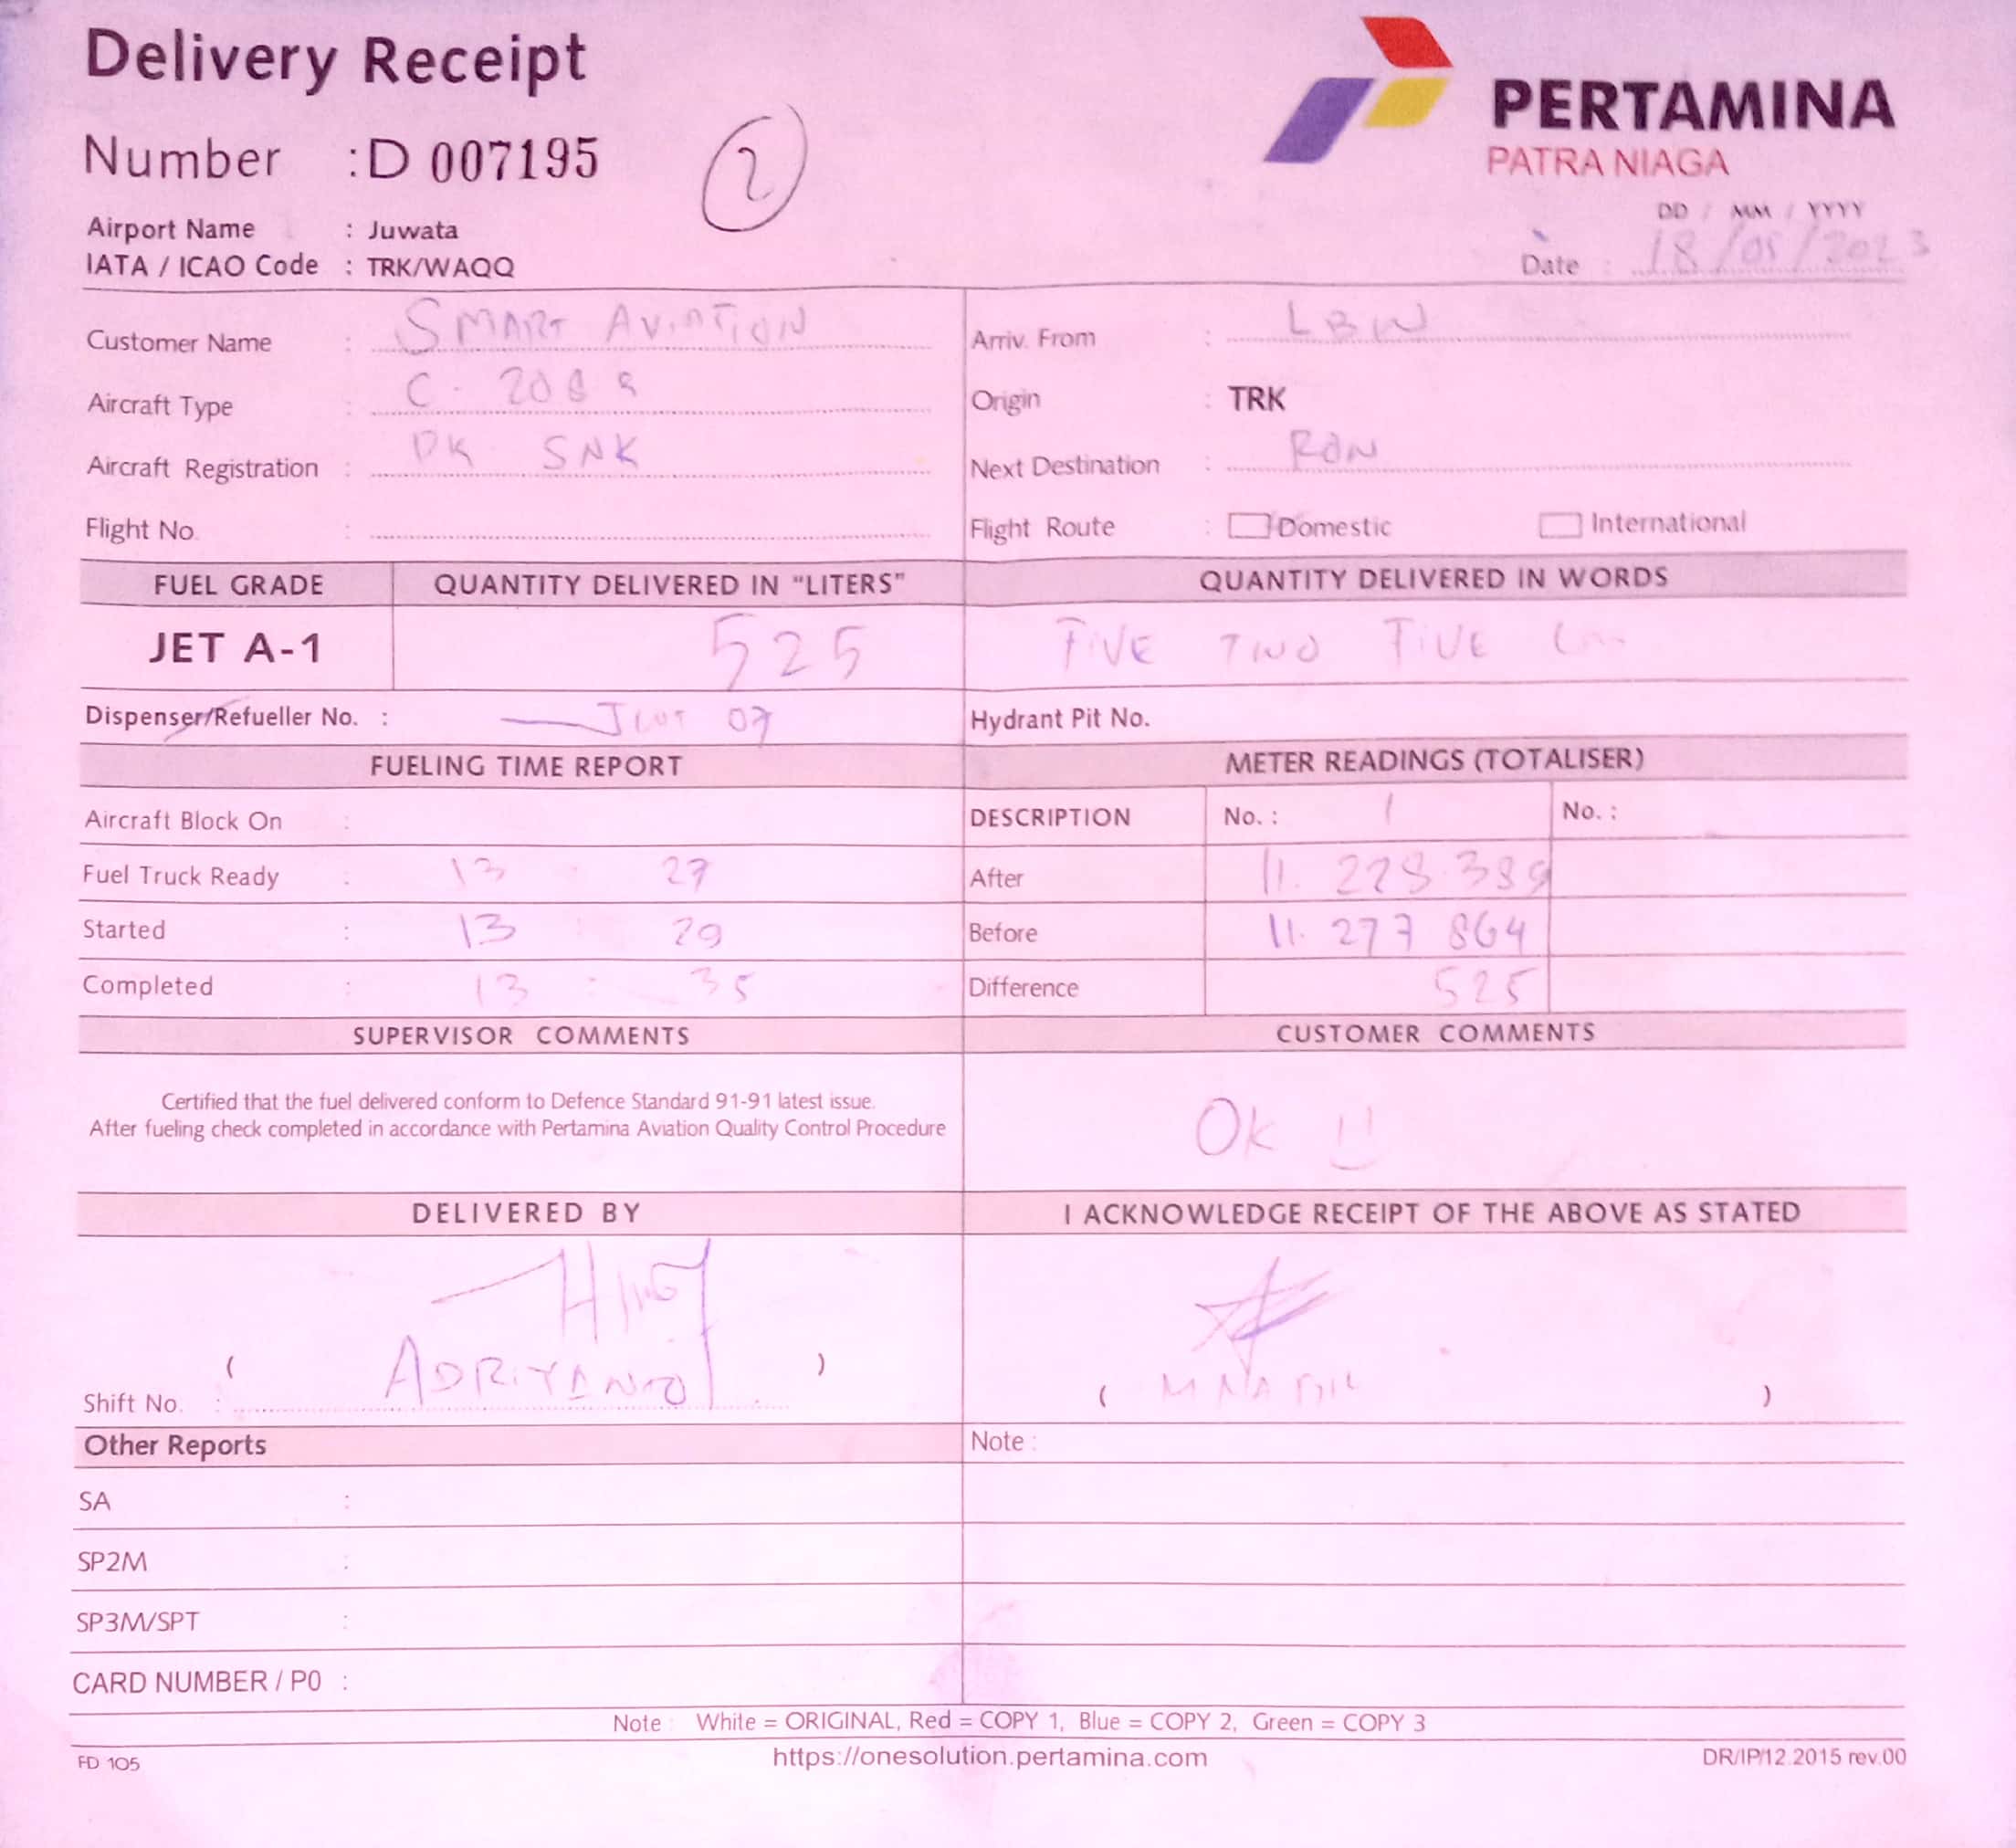 Delivery Receipt
PERTAMINA
PATRA NIAGA
Number : D 007195
2
Airport Name : Juwata
IATA / ICAO Code : TRK/WAQQ
DD / MM / YYYY
Date : 18/05/2023
Customer Name : SMART AVIATION
Arriv. From : LBW
Aircraft Type : C - 208
Origin : TRK
Aircraft Registration : PK SNK
Next Destination : RON
Flight No. :
Flight Route : Domestic International
FUEL GRADE QUANTITY DELIVERED IN "LITERS" QUANTITY DELIVERED IN WORDS
JET A-1 525 FIVE TWO FIVE
Dispenser/Refueller No. : 07
Hydrant Pit No.
FUELING TIME REPORT METER READINGS (TOTALISER)
Aircraft Block On :
DESCRIPTION No. : 1 No. :
Fuel Truck Ready : 13 : 27
After 11. 278.389
Started : 13 : 29
Before 11. 277 864
Completed : 13 : 35
Difference 525
SUPERVISOR COMMENTS CUSTOMER COMMENTS
Certified that the fuel delivered conform to Defence Standard 91-91 latest issue.
After fueling check completed in accordance with Pertamina Aviation Quality Control Procedure
Ok !!
DELIVERED BY I ACKNOWLEDGE RECEIPT OF THE ABOVE AS STATED
( ADRIYANTO )
Shift No. :
( )
Other Reports Note :
SA :
SP2M :
SP3M/SPT :
CARD NUMBER / P0 :
Note : White = ORIGINAL, Red = COPY 1, Blue = COPY 2, Green = COPY 3
FD 105 https://onesolution.pertamina.com DR/IP/12.2015 rev.00